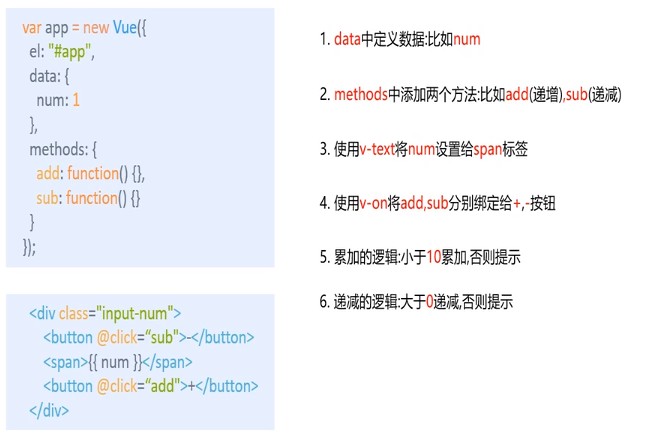 var app = new Vue({
el: "#app",
data: {
num: 1
},
methods: {
add: function() {},
sub: function() {}
}
});
<div class="input-num">
<button @click=“sub">-</button>
<span>{{ num }}</span>
<button @click=“add">+</button>
</div>
1. data中定义数据:比如num
2. methods中添加两个方法:比如add(递增),sub(递减)
3. 使用v-text将num设置给span标签
4. 使用v-on将add,sub分别绑定给+,-按钮
5. 累加的逻辑:小于10累加,否则提示
6. 递减的逻辑:大于0递减,否则提示